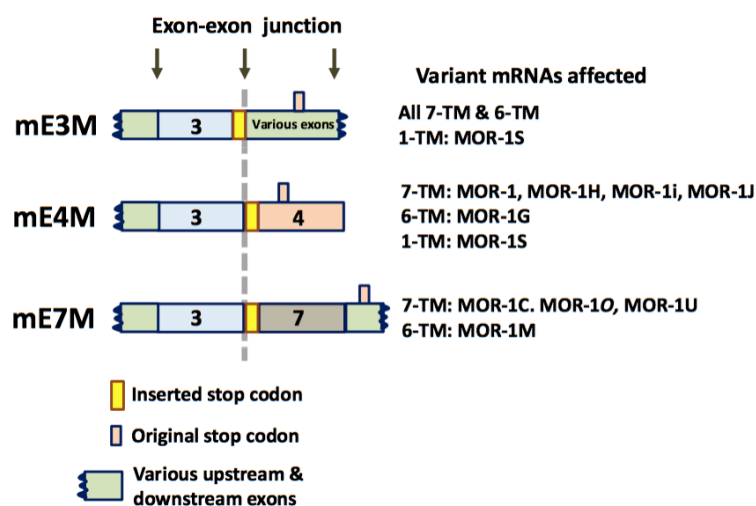 Exon-exon junction
Variant mRNAs affected
mE3M
3
Various exons
All 7-TM & 6-TM
1-TM: MOR-1S
mE4M
3
4
7-TM: MOR-1, MOR-1H, MOR-1i, MOR-1J
6-TM: MOR-1G
1-TM: MOR-1S
mE7M
3
7
7-TM: MOR-1C. MOR-1O, MOR-1U
6-TM: MOR-1M
Inserted stop codon
Original stop codon
Various upstream &
downstream exons